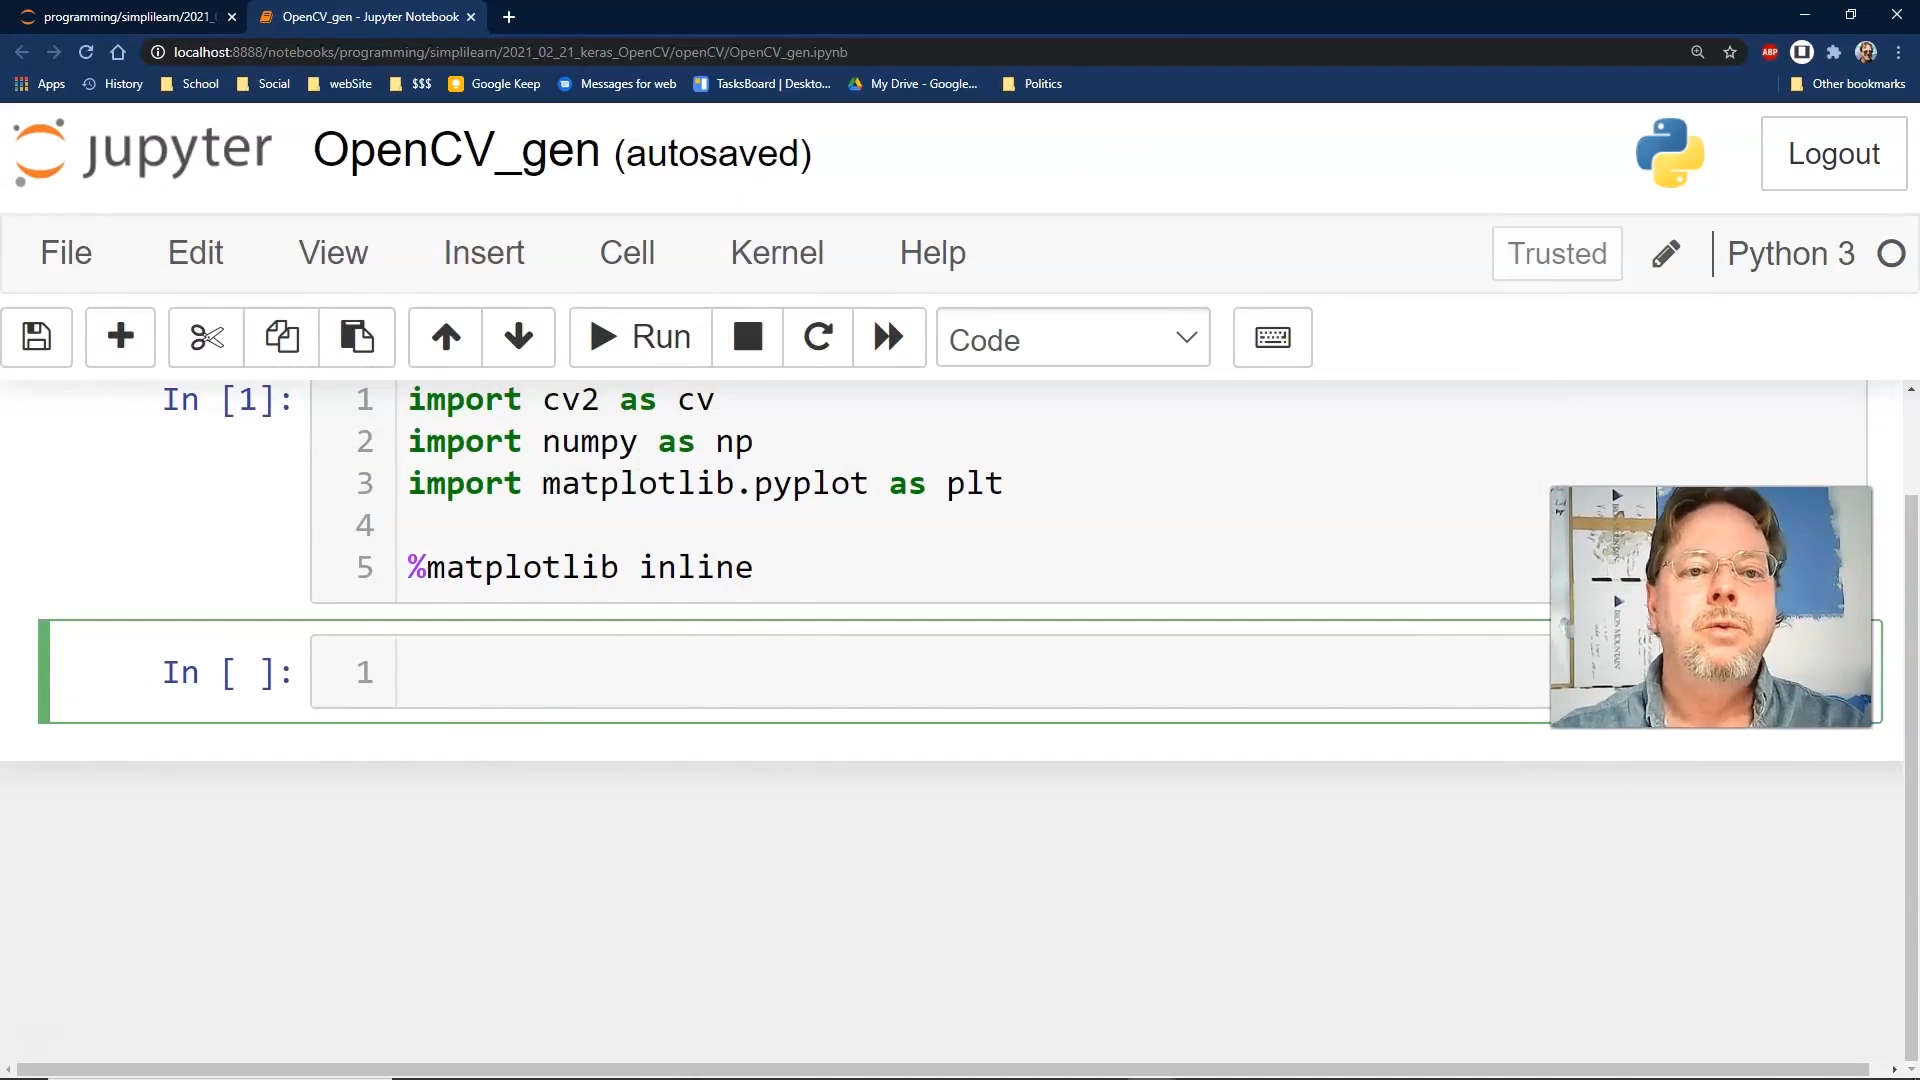 programming/simplilearn/2021_
OpenCV_gen - Jupyter Notebook
localhost:8888/notebooks/programming/simplilearn/2021_02_21_keras_OpenCV/openCV/OpenCV_gen.ipynb
ABP
Apps
History
School
Social
webSite
$$$
Google Keep
Messages for web
TasksBoard | Deskto...
My Drive - Google...
Politics
Other bookmarks
jupyter
OpenCV_gen (autosaved)
Logout
File
Edit
View
Insert
Cell
Kernel
Help
Trusted
Python 3
Run
Code
In [1]:
1 import cv2 as cv
2 import numpy as np
3 import matplotlib.pyplot as plt
4
5 %matplotlib inline
In [ ]:
1